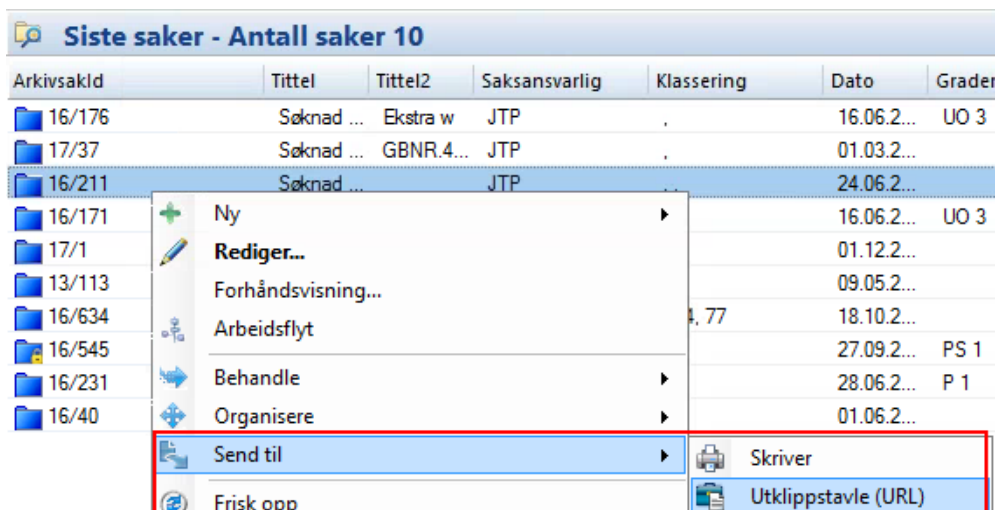 Siste saker - Antall saker 10
ArkivsakId Tittel Tittel2 Saksansvarlig Klassering Dato Grader
16/176 Søknad ... Ekstra w JTP , 16.06.2... UO 3
17/37 Søknad ... GBNR.4... JTP , 01.03.2...
16/211 Søknad ... JTP , , 24.06.2...
16/171 16.06.2... UO 3
17/1 01.12.2...
13/113 09.05.2...
16/634 4, 77 18.10.2...
16/545 27.09.2... PS 1
16/231 28.06.2... P 1
16/40 01.06.2...
Ny
Rediger...
Forhåndsvisning...
Arbeidsflyt
Behandle
Organisere
Send til
Frisk opp
Skriver
Utklippstavle (URL)